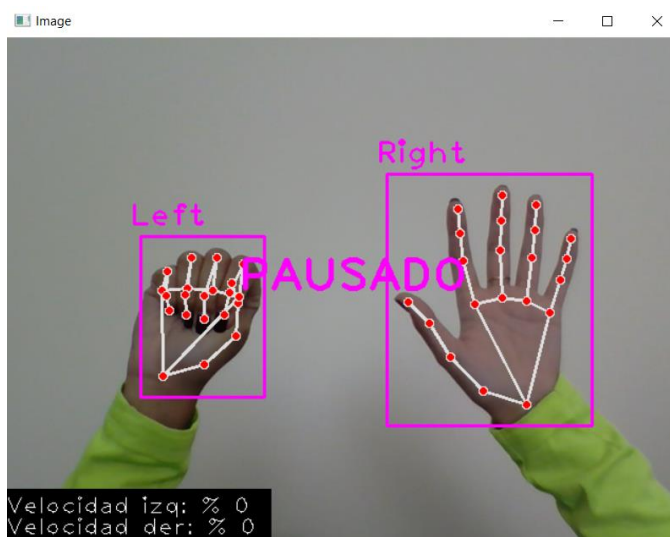 Image
Right
Left
PAUSADO
Velocidad izq: % 0
Velocidad der: % 0